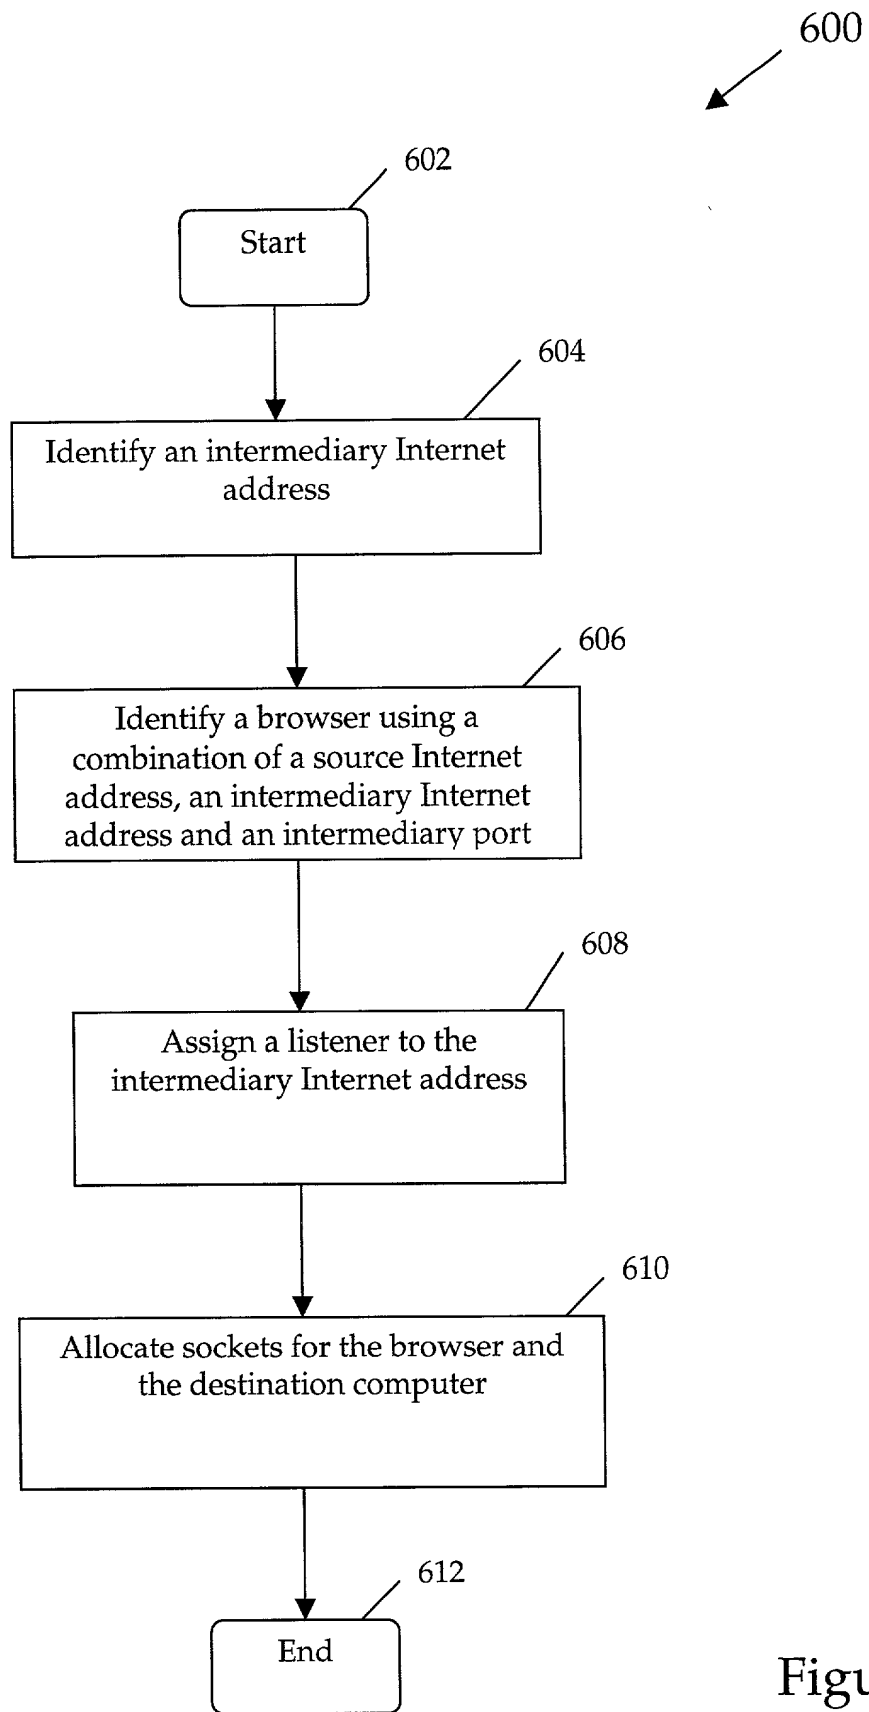 600
602
Start
604
Identify an intermediary Internet
address
606
Identify a browser using a
combination of a source Internet
address, an intermediary Internet
address and an intermediary port
608
Assign a listener to the
intermediary Internet address
610
Allocate sockets for the browser and
the destination computer
612
End